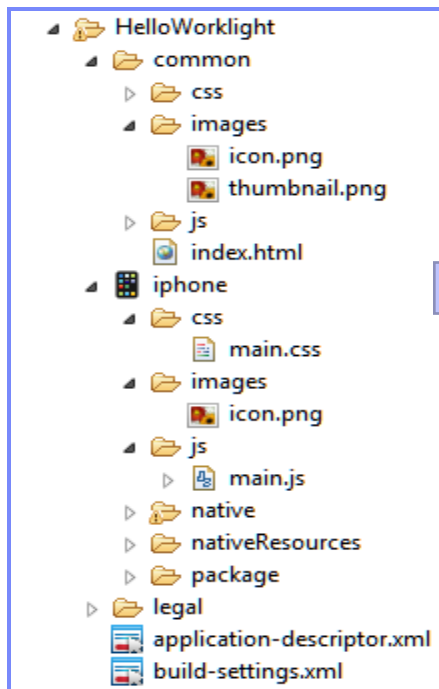 HelloWorklight
common
css
images
icon.png
thumbnail.png
js
index.html
iphone
css
main.css
images
icon.png
js
main.js
native
nativeResources
package
legal
application-descriptor.xml
build-settings.xml